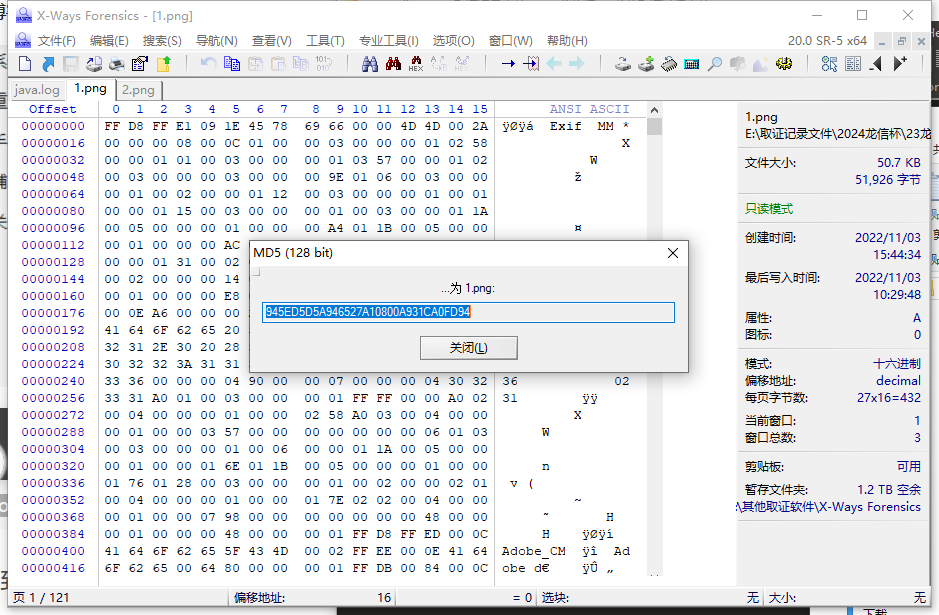 X-Ways Forensics - [1.png]
文件(F) 编辑(E) 搜索(S) 导航(N) 查看(V) 工具(T) 专业工具(I) 选项(O) 窗口(W) 帮助(H) 20.0 SR-5 x64
java.log 1.png 2.png
Offset 0 1 2 3 4 5 6 7 8 9 10 11 12 13 14 15 ANSI ASCII
00000000 FF D8 FF E1 09 1E 45 78 69 66 00 00 4D 4D 00 2A ÿØÿá Exif MM *
00000016 00 00 00 08 00 0C 01 00 00 03 00 00 00 01 02 58 X
00000032 00 00 01 01 00 03 00 00 00 01 03 57 00 00 01 02 W
00000048 00 03 00 00 00 03 00 00 00 9E 01 06 00 03 00 00 ž
00000064 00 01 00 02 00 00 01 12 00 03 00 00 00 01 00 01
00000080 00 00 01 15 00 03 00 00 00 01 00 03 00 00 01 1A
00000096 00 05 00 00 00 01 00 00 00 A4 01 1B 00 05 00 00 ¤
00000112 00 01 00 00 00 AC
00000128 00 00 01 31 00 02
00000144 00 02 00 00 00 14
00000160 00 01 00 00 00 E8
00000176 00 0E A6 00 00 00
00000192 41 64 6F 62 65 20
00000208 32 31 2E 30 20 28
00000224 30 32 32 3A 31 31
00000240 33 36 00 00 00 04 90 00 00 07 00 00 00 04 30 32 36 02
00000256 33 31 A0 01 00 03 00 00 00 01 FF FF 00 00 A0 02 31 ÿÿ
00000272 00 04 00 00 00 01 00 00 02 58 A0 03 00 04 00 00 X
00000288 00 01 00 00 03 57 00 00 00 00 00 00 00 06 01 03 W
00000304 00 03 00 00 00 01 00 06 00 00 01 1A 00 05 00 00
00000320 00 01 00 00 01 6E 01 1B 00 05 00 00 00 01 00 00 n
00000336 01 76 01 28 00 03 00 00 00 01 00 02 00 00 02 01 v (
00000352 00 04 00 00 00 01 00 00 01 7E 02 02 00 04 00 00 ~
00000368 00 01 00 00 07 98 00 00 00 00 00 00 00 48 00 00 ˜ H
00000384 00 01 00 00 00 48 00 00 00 01 FF D8 FF ED 00 0C H ÿØÿí
00000400 41 64 6F 62 65 5F 43 4D 00 02 FF EE 00 0E 41 64 Adobe_CM ÿî Ad
00000416 6F 62 65 00 64 80 00 00 00 01 FF DB 00 84 00 0C obe d€ ÿÛ „
MD5 (128 bit)
...为 1.png:
945ED5D5A946527A10800A931CA0FD94
关闭(L)
1.png
E:\取证记录文件\2024龙信杯\23龙
文件大小: 50.7 KB
51,926 字节
只读模式
创建时间: 2022/11/03
15:44:34
最后写入时间: 2022/11/03
10:29:48
属性: A
图标: 0
模式: 十六进制
偏移地址: decimal
每页字节数: 27x16=432
当前窗口: 1
窗口总数: 3
剪贴板: 可用
暂存文件夹: 1.2 TB 空余
:\其他取证软件\X-Ways Forensics
页 1 / 121 偏移地址: 16 = 0 选块: 无 大小: 无